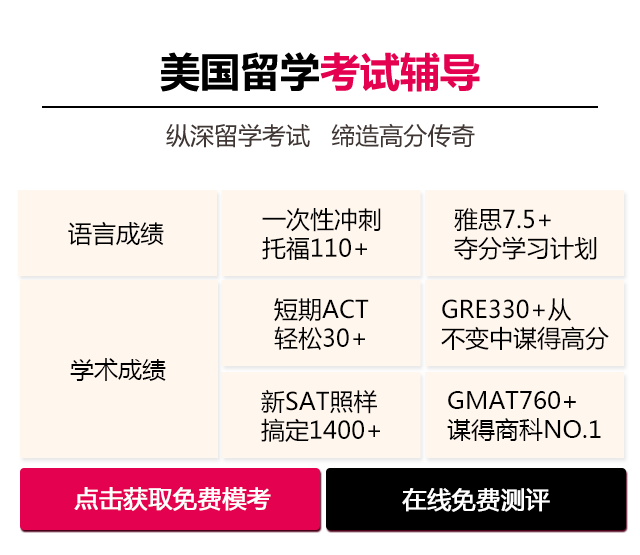 美国留学考试辅导
纵深留学考试 缔造高分传奇
语言成绩
一次性冲刺
托福110+
雅思7.5+
夺分学习计划
学术成绩
短期ACT
轻松30+
GRE330+从
不变中谋得高分
新SAT照样
搞定1400+
GMAT760+
谋得商科NO.1
点击获取免费模考
在线免费测评